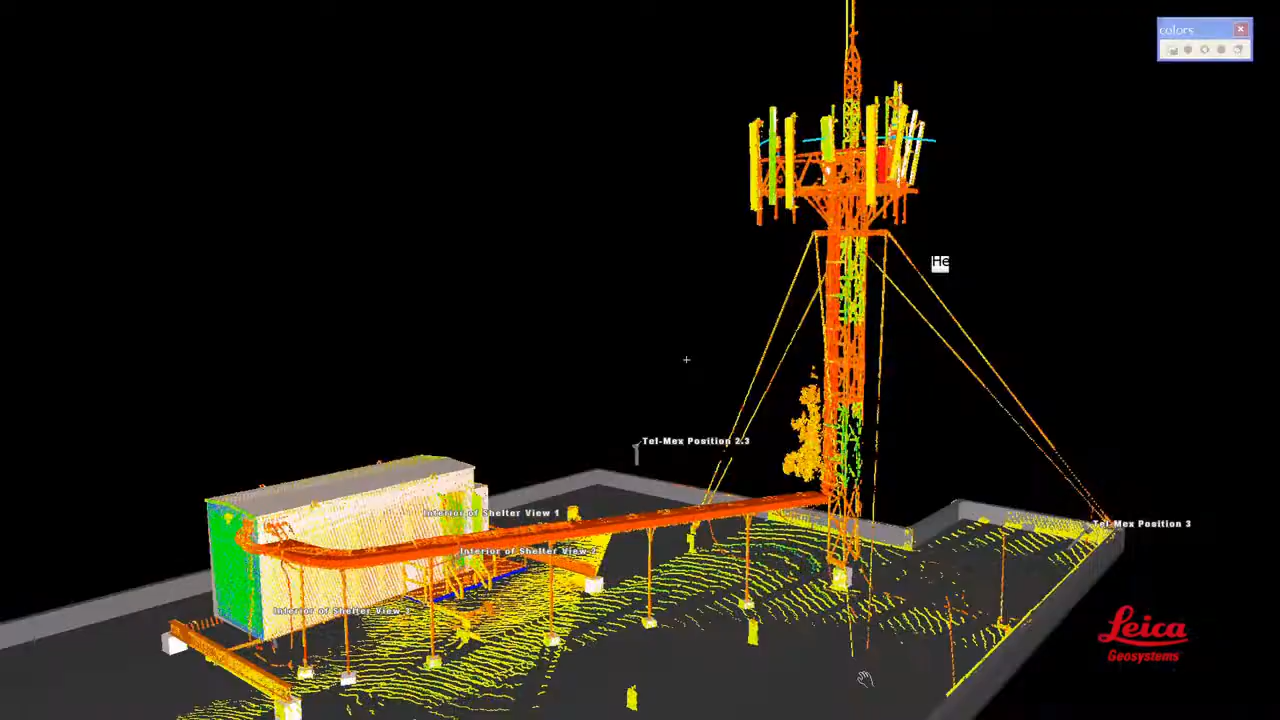 colors
He
Tel-Mex Position 2.3
Interior of Shelter View 1
Tel-Mex Position 3
Interior of Shelter View 2
Interior of Shelter View 3
Leica
Geosystems